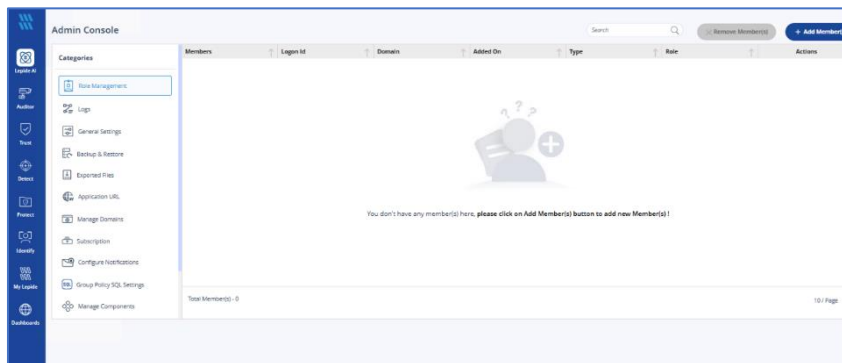 Admin Console
Search
Remove Member(s)
+ Add Member(s)
Lepide AI
Auditor
Trust
Detect
Protect
Identify
My Lepide
Dashboards
Categories
Role Management
Logs
General Settings
Backup & Restore
Exported Files
Application URL
Manage Domains
Subscription
Configure Notifications
Group Policy SQL Settings
Manage Components
Members
Logon Id
Domain
Added On
Type
Role
Actions
? ? ?
You don't have any member(s) here, please click on Add Member(s) button to add new Member(s) !
Total Member(s) - 0
10 / Page